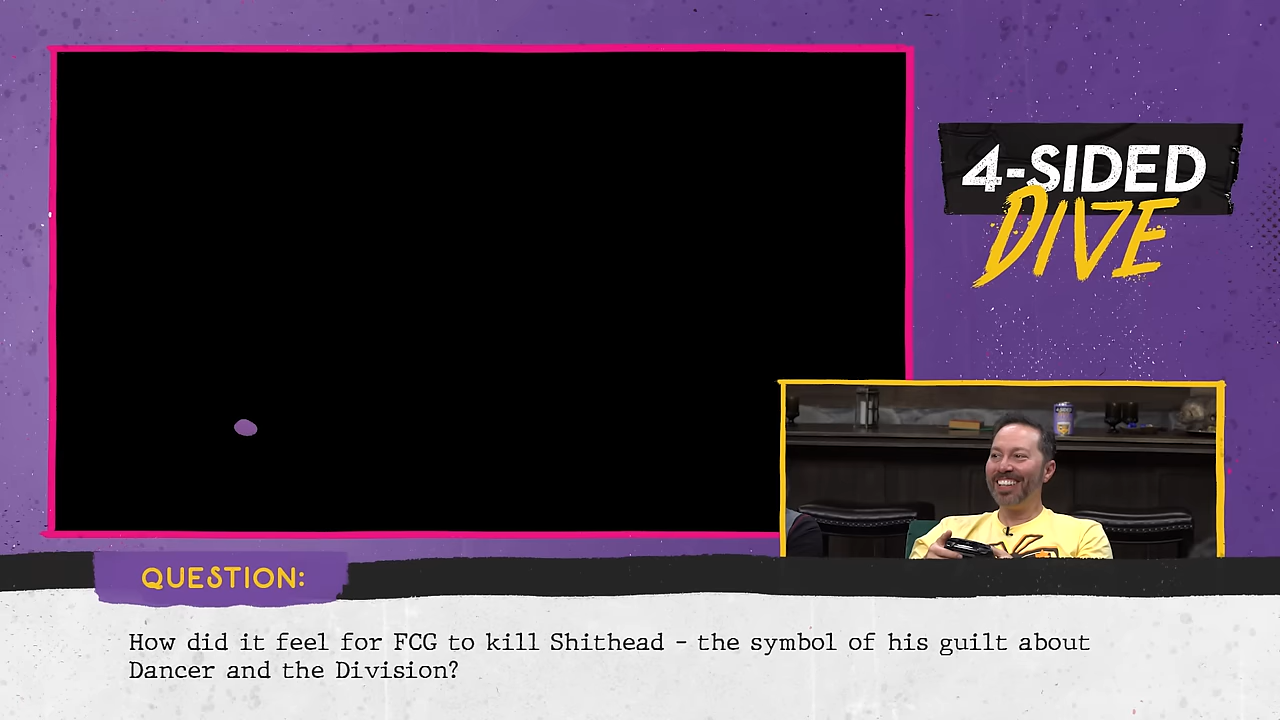 4-SIDED
DIVE
QUESTION:
How did it feel for FCG to kill Shithead - the symbol of his guilt about
Dancer and the Division?